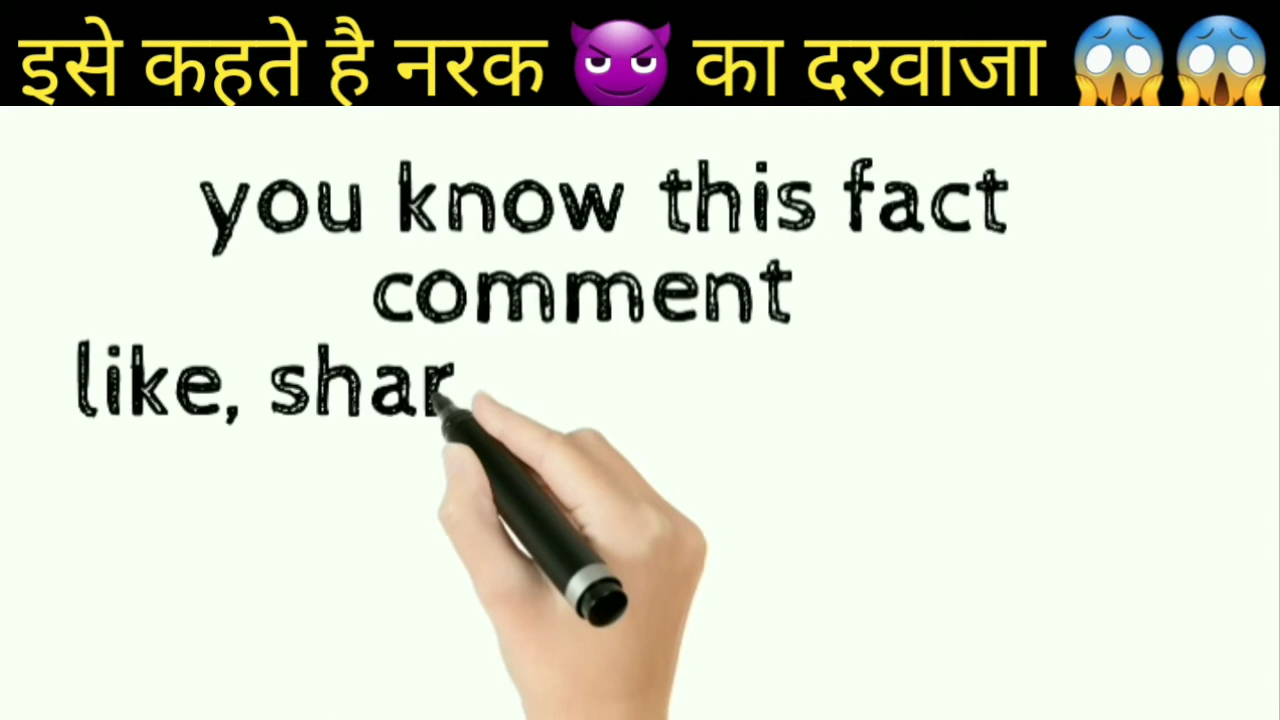 इसे कहते है नरक 😈 का दरवाजा 😱😱
you know this fact
comment
like, shar